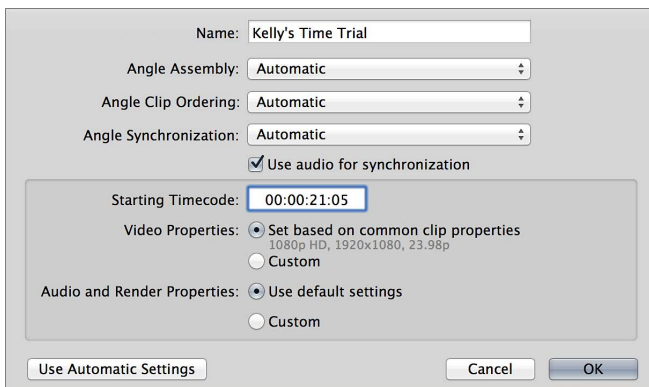 Name: Kelly's Time Trial
Angle Assembly: Automatic
Angle Clip Ordering: Automatic
Angle Synchronization: Automatic
Use audio for synchronization
Starting Timecode: 00:00:21:05
Video Properties: Set based on common clip properties
1080p HD, 1920x1080, 23.98p
Custom
Audio and Render Properties: Use default settings
Custom
Use Automatic Settings Cancel OK